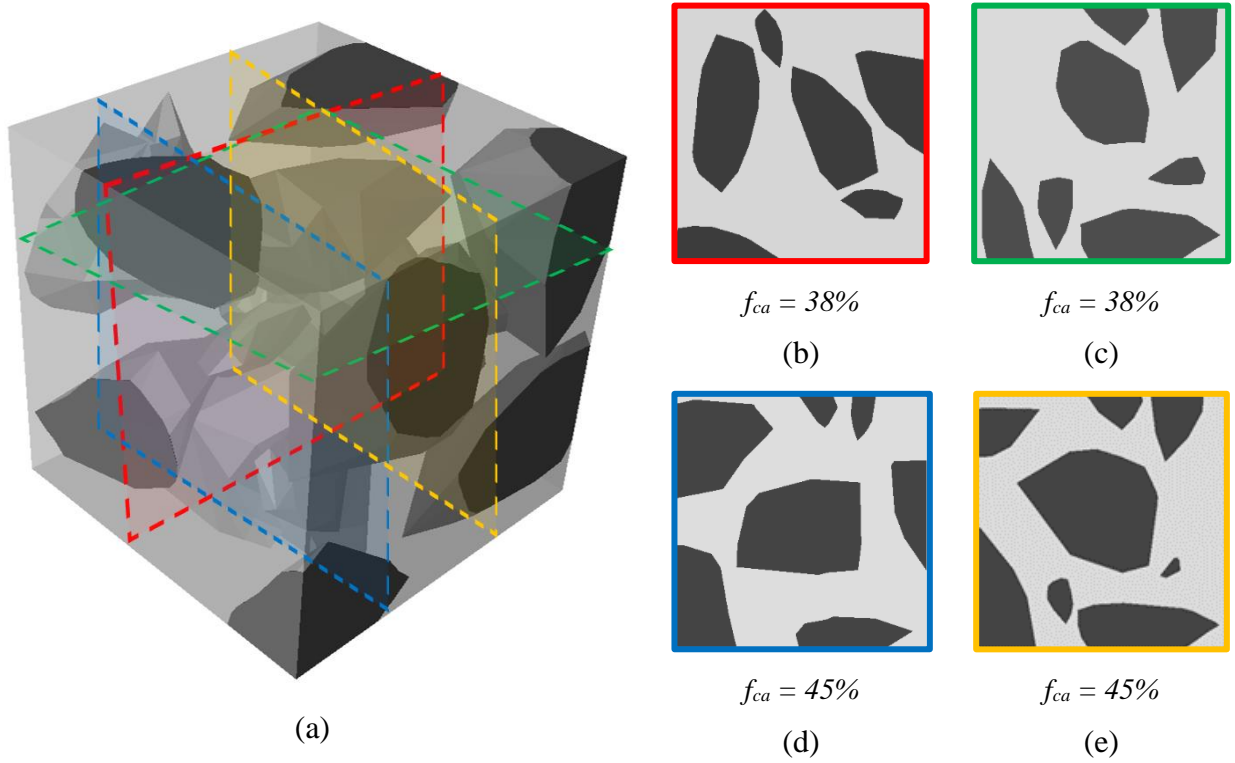 f_ca = 38%
f_ca = 38%
(b)
(c)
f_ca = 45%
f_ca = 45%
(a)
(d)
(e)